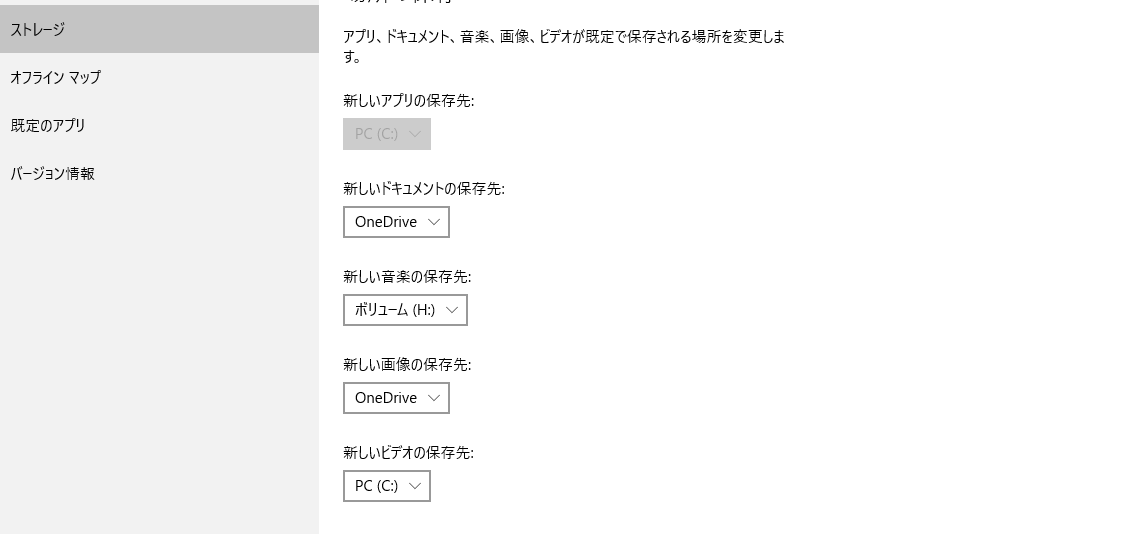 ストレージ
オフライン マップ
既定のアプリ
バージョン情報
アプリ、ドキュメント、音楽、画像、ビデオが既定で保存される場所を変更しま
す。
新しいアプリの保存先:
PC (C:)
新しいドキュメントの保存先:
OneDrive
新しい音楽の保存先:
ボリューム (H:)
新しい画像の保存先:
OneDrive
新しいビデオの保存先:
PC (C:)